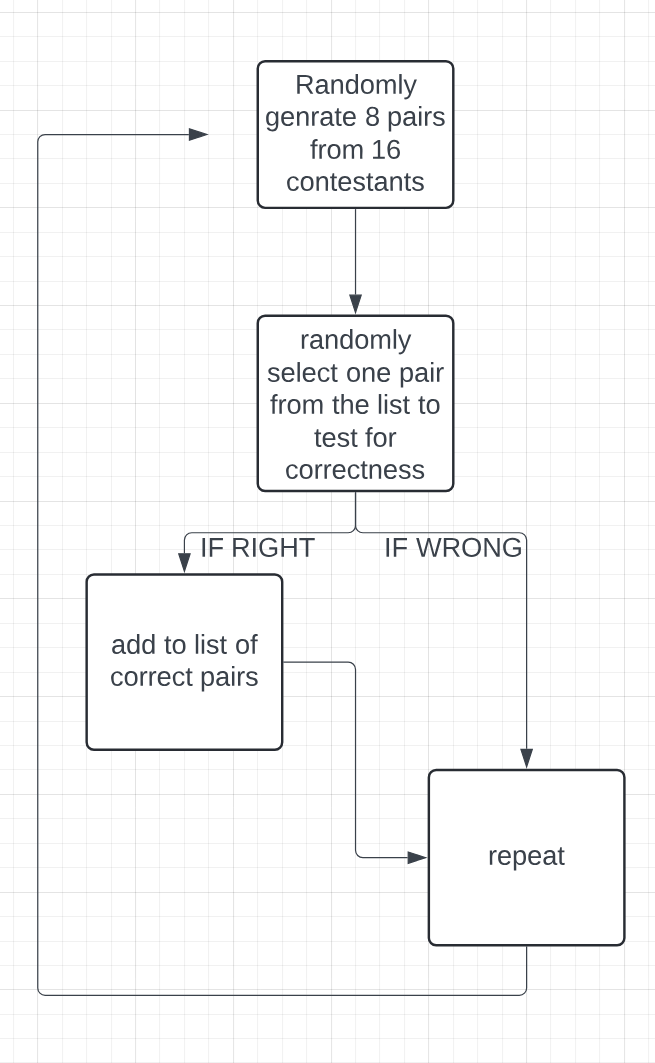 Randomly
genrate 8 pairs
from 16
contestants
randomly
select one pair
from the list to
test for
correctness
IF RIGHT
IF WRONG
add to list of
correct pairs
repeat